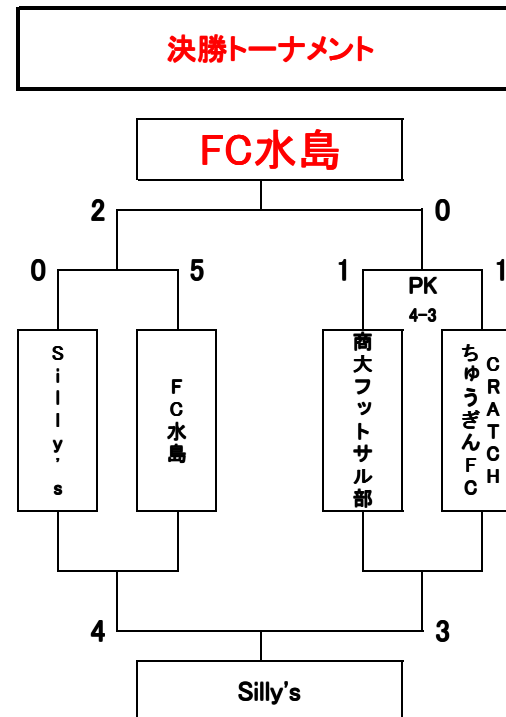 決勝トーナメント
FC水島
2
0
0
5
1
1
PK
4-3
Silly's
FC水島
商大フットサル部
CRATCH
ちゅうぎんFC
4
3
Silly's